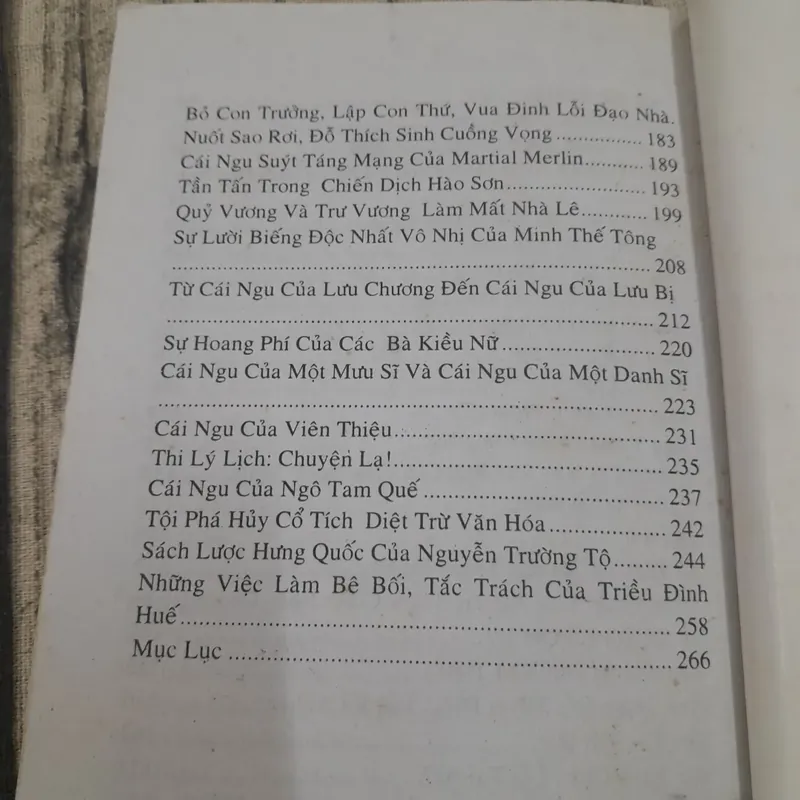 Bỏ Con Trưởng, Lập Con Thứ, Vua Đinh Lỗi Đạo Nhà.
Nuốt Sao Rơi, Đỗ Thích Sinh Cuồng Vọng ................ 183
Cái Ngu Suýt Táng Mạng Của Martial Merlin............ 189
Tần Tấn Trong Chiến Dịch Hào Sơn........................ 193
Quỷ Vương Và Trư Vương Làm Mất Nhà Lê............. 199
Sự Lười Biếng Độc Nhất Vô Nhị Của Minh Thế Tông
.................................................................... 208
Từ Cái Ngu Của Lưu Chương Đến Cái Ngu Của Lưu Bị
.................................................................... 212
Sự Hoang Phí Của Các Bà Kiều Nữ........................ 220
Cái Ngu Của Một Mưu Sĩ Và Cái Ngu Của Một Danh Sĩ
.................................................................... 223
Cái Ngu Của Viên Thiệu......................................... 231
Thi Lý Lịch: Chuyện Lạ!......................................... 235
Cái Ngu Của Ngô Tam Quế .................................... 237
Tội Phá Hủy Cổ Tích Diệt Trừ Văn Hóa................... 242
Sách Lược Hưng Quốc Của Nguyễn Trường Tộ......... 244
Những Việc Làm Bê Bối, Tắc Trách Của Triều Đình
Huế.................................................................... 258
Mục Lục .............................................................. 266